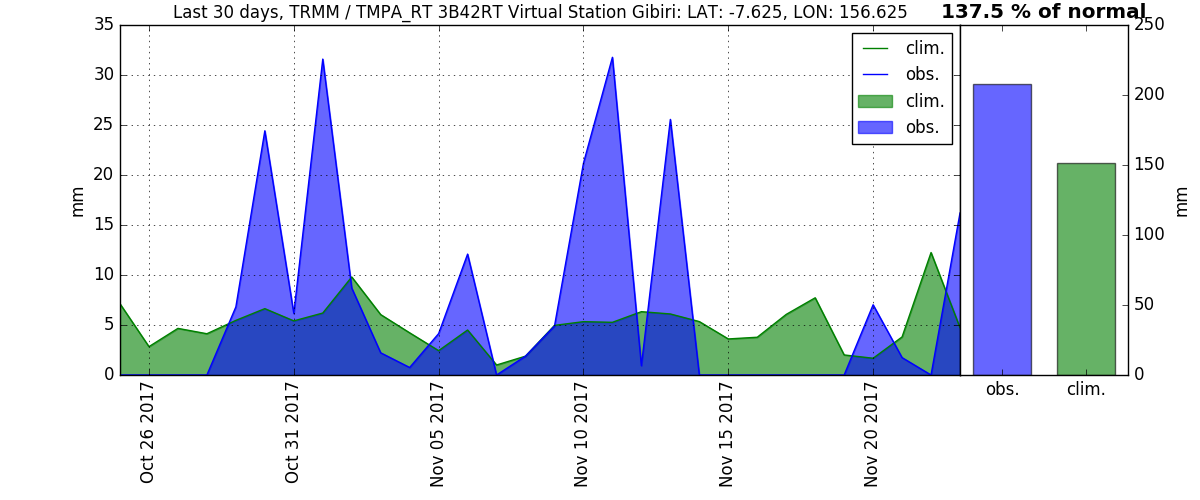 Last 30 days, TRMM / TMPA_RT 3B42RT Virtual Station Gibiri: LAT: -7.625, LON: 156.625
137.5 % of normal
35
30
25
20
15
10
5
0
mm
clim.
obs.
clim.
obs.
Oct 26 2017
Oct 31 2017
Nov 05 2017
Nov 10 2017
Nov 15 2017
Nov 20 2017
250
200
150
100
50
0
mm
obs.
clim.